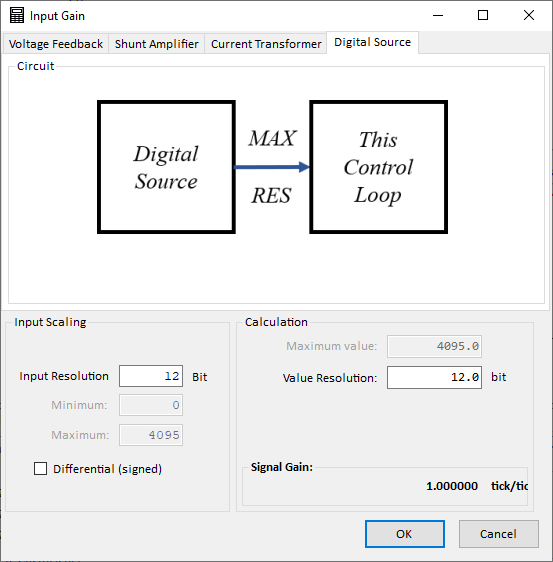 Input Gain
Voltage Feedback Shunt Amplifier Current Transformer Digital Source
Circuit
Digital Source
MAX
RES
This Control Loop
Input Scaling
Input Resolution 12 Bit
Minimum: 0
Maximum: 4095
Differential (signed)
Calculation
Maximum value: 4095.0
Value Resolution: 12.0 bit
Signal Gain:
1.000000 tick/tic
OK Cancel